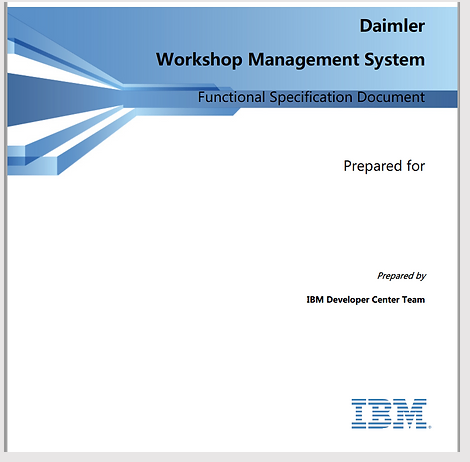 Daimler
Workshop Management System
Functional Specification Document
Prepared for
Prepared by
IBM Developer Center Team
IBM